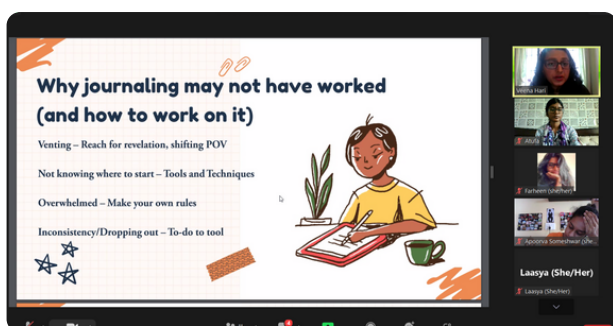 Why journaling may not have worked
(and how to work on it)
Venting – Reach for revelation, shifting POV
Not knowing where to start – Tools and Techniques
Overwhelmed – Make your own rules
Inconsistency/Dropping out – To-do to tool
Veena Hari
Atufa
Farheen (she/her)
Apoorva Someshwar (she
Laasya (She/Her)
Laasya (She/Her)